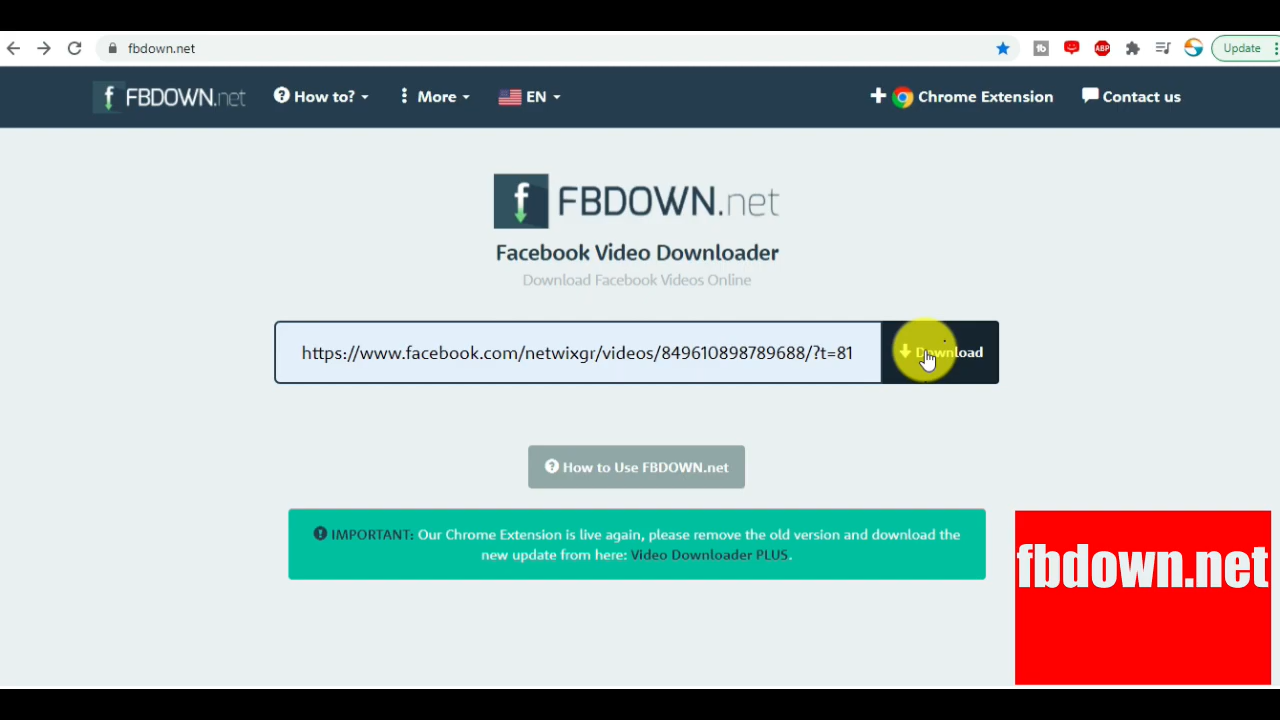 fbdown.net
Update
FBDOWN.net
How to?
More
EN
Chrome Extension
Contact us
FBDOWN.net
Facebook Video Downloader
Download Facebook Videos Online
https://www.facebook.com/netwixgr/videos/849610898789688/?t=81
Download
How to Use FBDOWN.net
IMPORTANT: Our Chrome Extension is live again, please remove the old version and download the
new update from here: Video Downloader PLUS.
fbdown.net